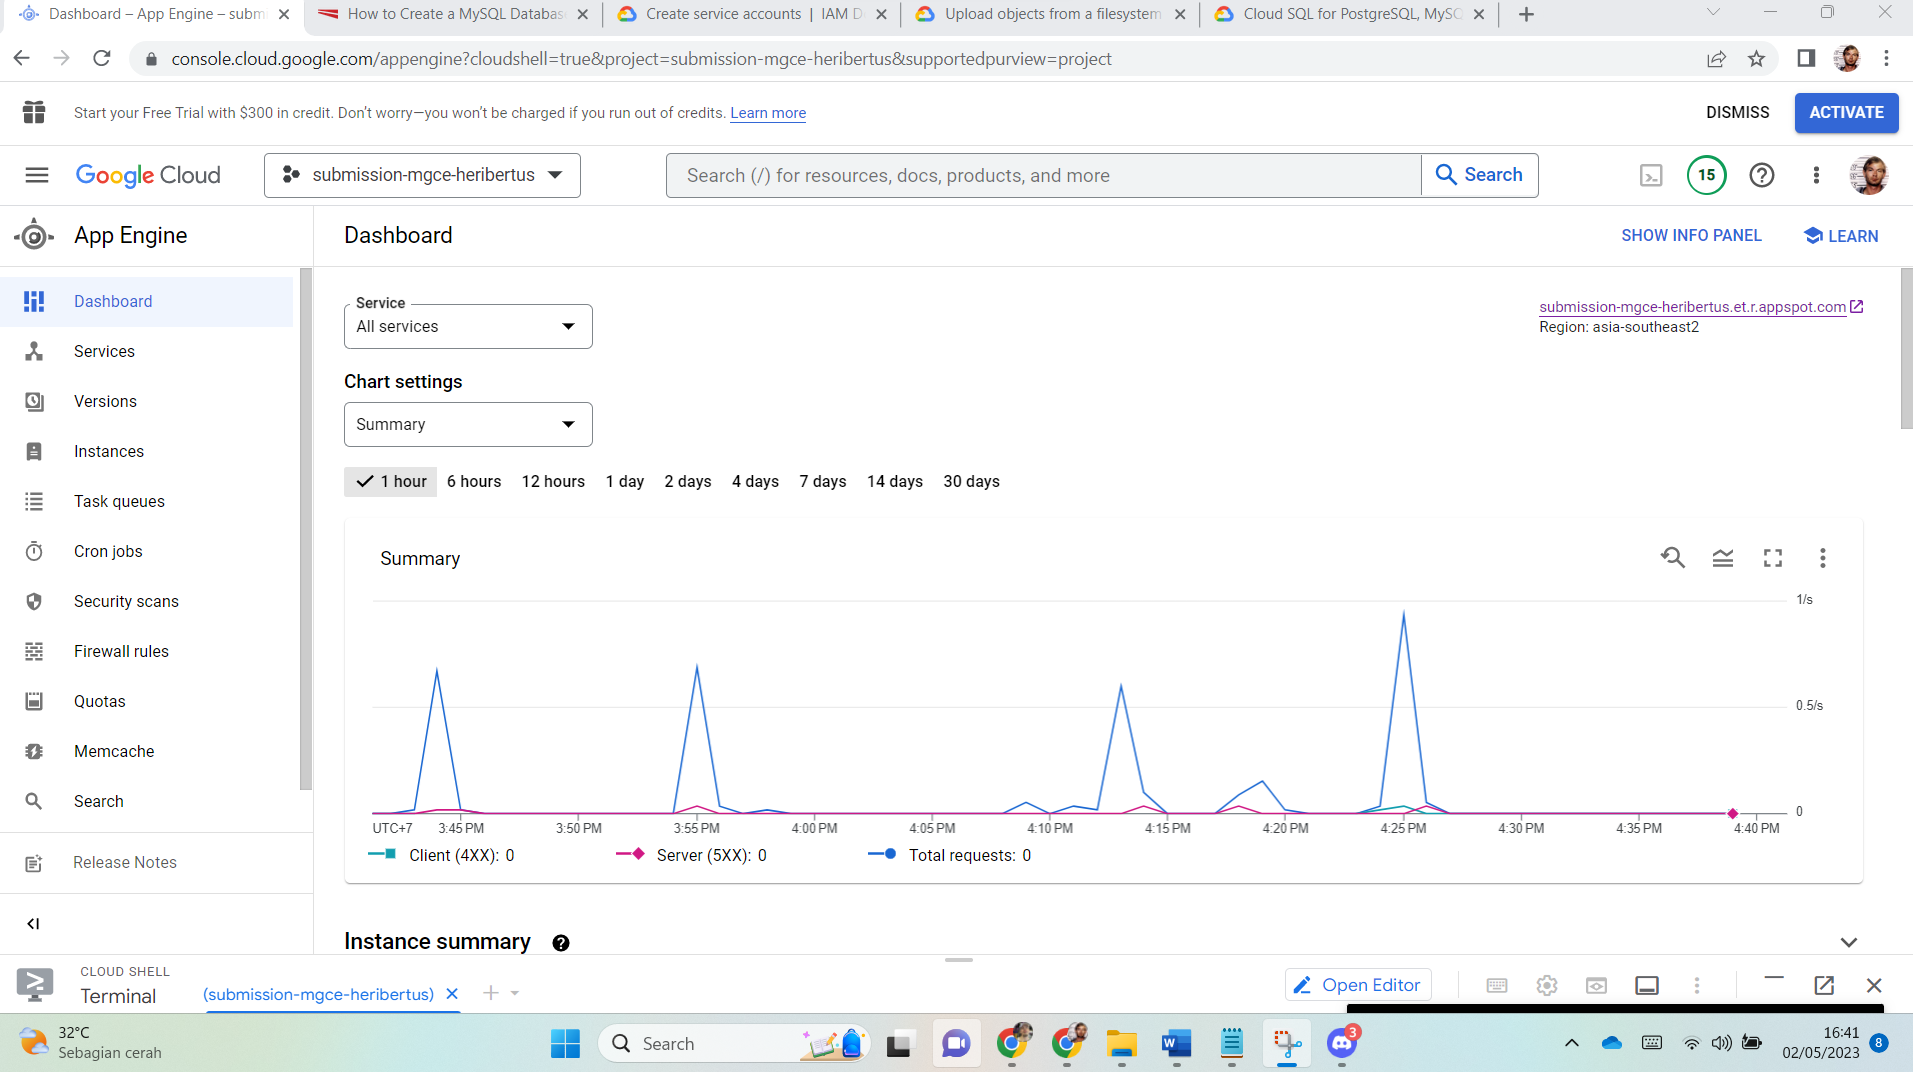 Dashboard – App Engine – subm
How to Create a MySQL Databas
Create service accounts | IAM D
Upload objects from a filesystem
Cloud SQL for PostgreSQL, MySQ
console.cloud.google.com/appengine?cloudshell=true&project=submission-mgce-heribertus&supportedpurview=project
Start your Free Trial with $300 in credit. Don't worry—you won't be charged if you run out of credits. Learn more
DISMISS
ACTIVATE
Google Cloud
submission-mgce-heribertus
Search (/) for resources, docs, products, and more
Search
15
App Engine
Dashboard
SHOW INFO PANEL
LEARN
Dashboard
Services
Versions
Instances
Task queues
Cron jobs
Security scans
Firewall rules
Quotas
Memcache
Search
Release Notes
Service
All services
submission-mgce-heribertus.et.r.appspot.com
Region: asia-southeast2
Chart settings
Summary
1 hour 6 hours 12 hours 1 day 2 days 4 days 7 days 14 days 30 days
Summary
1/s
0.5/s
0
UTC+7 3:45 PM 3:50 PM 3:55 PM 4:00 PM 4:05 PM 4:10 PM 4:15 PM 4:20 PM 4:25 PM 4:30 PM 4:35 PM 4:40 PM
Client (4XX): 0 Server (5XX): 0 Total requests: 0
Instance summary
CLOUD SHELL
Terminal
(submission-mgce-heribertus)
Open Editor
32°C
Sebagian cerah
Search
3
16:41
02/05/2023
8